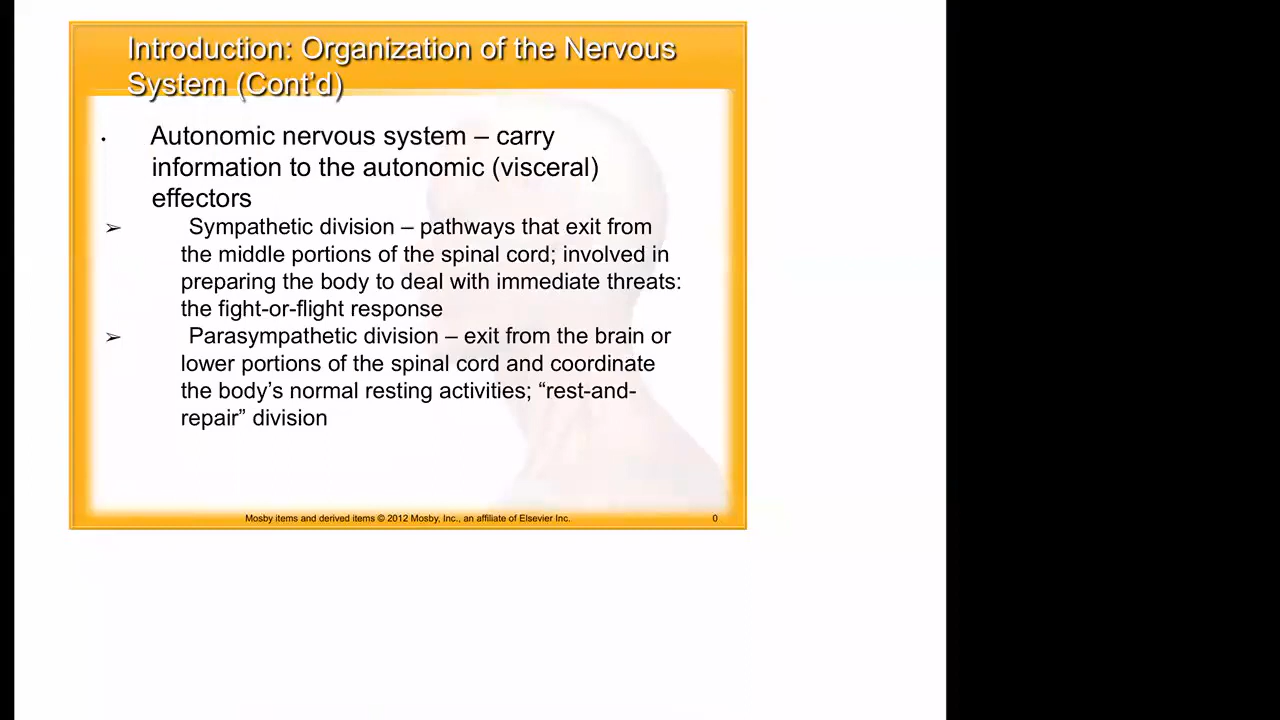 Introduction: Organization of the Nervous
System (Cont’d)
• Autonomic nervous system – carry
information to the autonomic (visceral)
effectors
➢ Sympathetic division – pathways that exit from
the middle portions of the spinal cord; involved in
preparing the body to deal with immediate threats:
the fight-or-flight response
➢ Parasympathetic division – exit from the brain or
lower portions of the spinal cord and coordinate
the body’s normal resting activities; “rest-and-
repair” division
Mosby items and derived items © 2012 Mosby, Inc., an affiliate of Elsevier Inc. 0